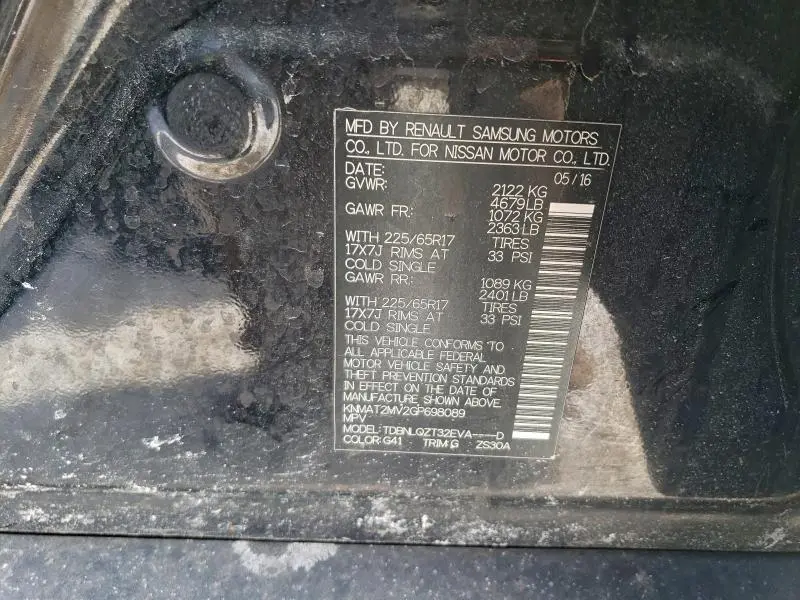 MFD BY RENAULT SAMSUNG MOTORS
CO., LTD. FOR NISSAN MOTOR CO., LTD.
DATE: 05/16
GVWR: 2122 KG
4679LB
GAWR FR: 1072 KG
2363LB
WITH 225/65R17 TIRES
17X7J RIMS AT 33 PSI
COLD SINGLE
GAWR RR: 1089 KG
2401LB
WITH 225/65R17 TIRES
17X7J RIMS AT 33 PSI
COLD SINGLE
THIS VEHICLE CONFORMS TO
ALL APPLICABLE FEDERAL
MOTOR VEHICLE SAFETY AND
THEFT PREVENTION STANDARDS
IN EFFECT ON THE DATE OF
MANUFACTURE SHOWN ABOVE.
KNMAT2MV2GP698089
MPV
MODEL: TDBNLQZT32EVA----D
COLOR: G41 TRIM: G ZS30A